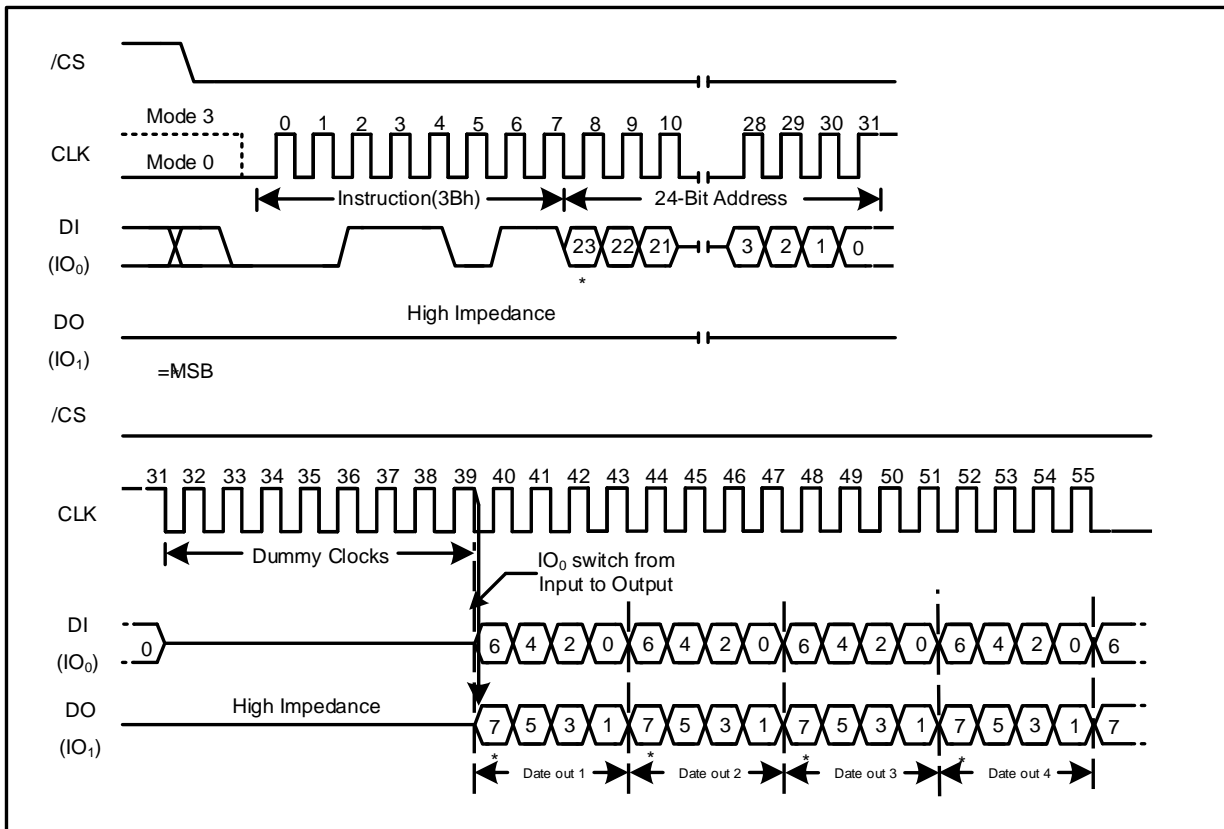 /CS
Mode 3
0 1 2 3 4 5 6 7 8 9 10 28 29 30 31
CLK
Mode 0
Instruction(3Bh) 24-Bit Address
DI
(IO₀)
23 22 21 3 2 1 0
*
High Impedance
DO
(IO₁)
*=MSB
/CS
31 32 33 34 35 36 37 38 39 40 41 42 43 44 45 46 47 48 49 50 51 52 53 54 55
CLK
Dummy Clocks
IO₀ switch from
Input to Output
DI
(IO₀)
0 6 4 2 0 6 4 2 0 6 4 2 0 6 4 2 0 6
High Impedance
DO
(IO₁)
7 5 3 1 7 5 3 1 7 5 3 1 7 5 3 1 7
* * * *
Date out 1 Date out 2 Date out 3 Date out 4